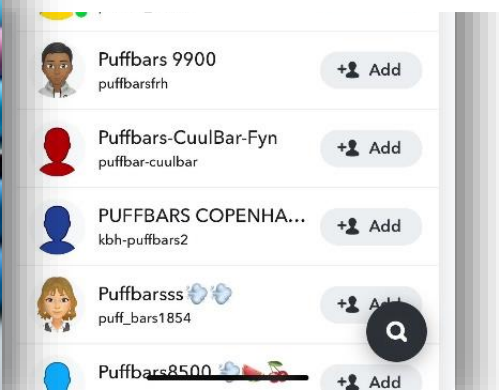 Puffbars 9900
puffbarsfrh
+ Add
Puffbars-CuulBar-Fyn
puffbar-cuulbar
+ Add
PUFFBARS COPENHA...
kbh-puffbars2
+ Add
Puffbarsss💨💨
puff_bars1854
+ Add
Puffbars8500 💨🍉🍒
+ Add